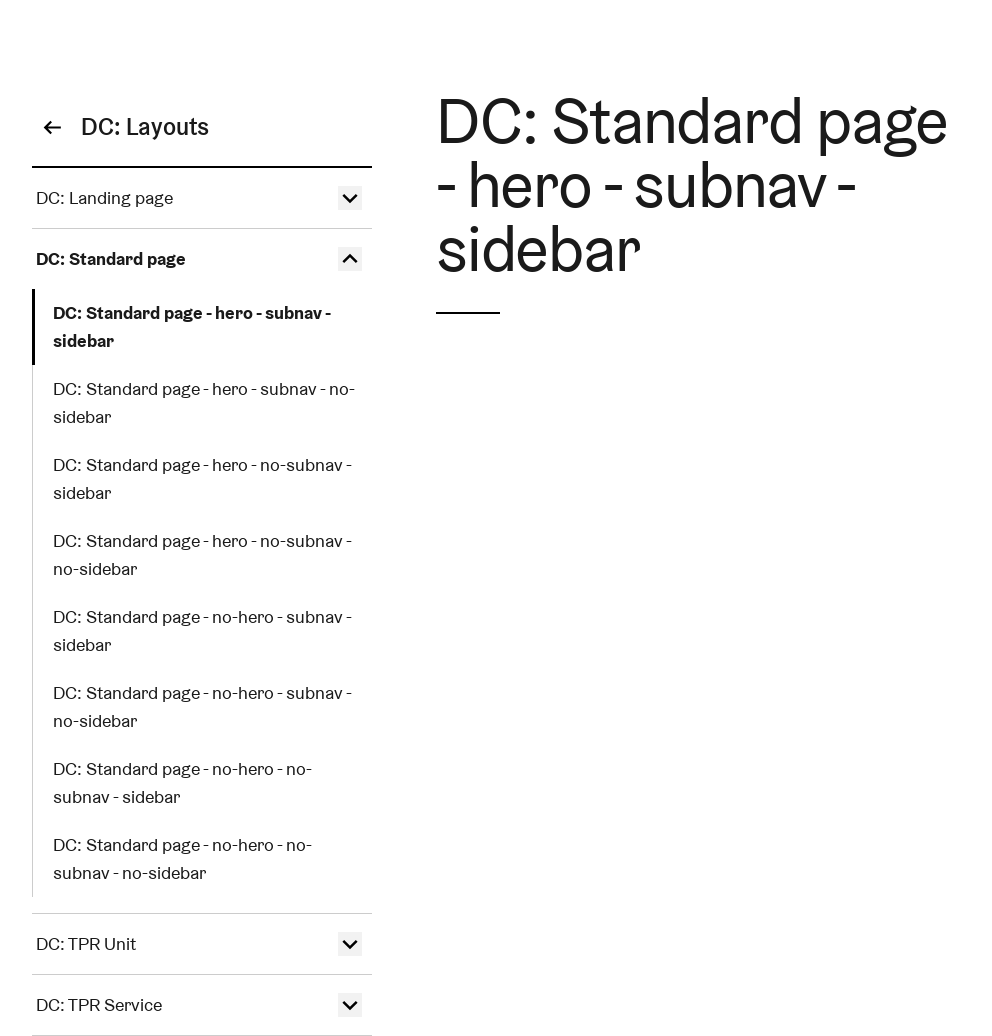 DC: Layouts
DC: Landing page
DC: Standard page
DC: Standard page - hero - subnav -
sidebar
DC: Standard page - hero - subnav - no-
sidebar
DC: Standard page - hero - no-subnav -
sidebar
DC: Standard page - hero - no-subnav -
no-sidebar
DC: Standard page - no-hero - subnav -
sidebar
DC: Standard page - no-hero - subnav -
no-sidebar
DC: Standard page - no-hero - no-
subnav - sidebar
DC: Standard page - no-hero - no-
subnav - no-sidebar
DC: TPR Unit
DC: TPR Service
DC: Standard page
- hero - subnav -
sidebar